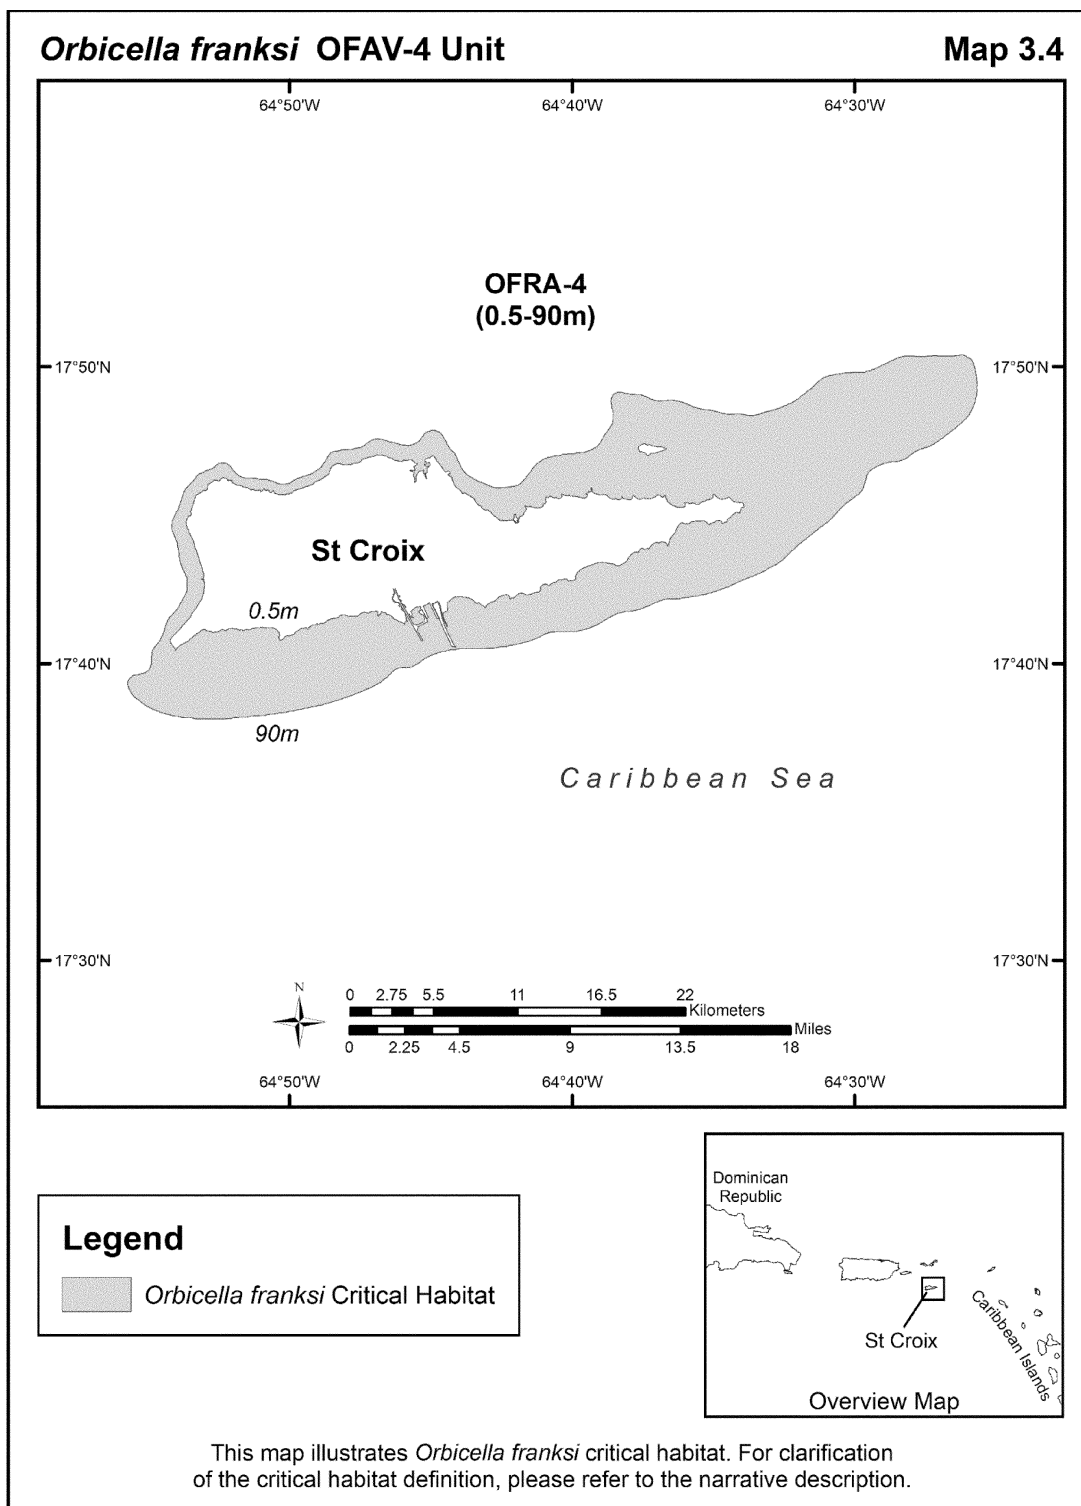 Orbicella franksi OFAV-4 Unit
Map 3.4
64°50'W
64°40'W
64°30'W
OFRA-4
(0.5-90m)
17°50'N
17°50'N
St Croix
0.5m
17°40'N
17°40'N
90m
Caribbean Sea
17°30'N
17°30'N
N
0 2.75 5.5 11 16.5 22
Kilometers
Miles
0 2.25 4.5 9 13.5 18
64°50'W
64°40'W
64°30'W
Legend
Orbicella franksi Critical Habitat
Dominican
Republic
St Croix
Caribbean Islands
Overview Map
This map illustrates Orbicella franksi critical habitat. For clarification
of the critical habitat definition, please refer to the narrative description.